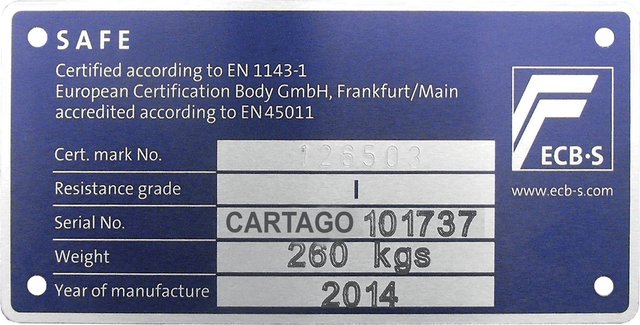 SAFE
Certified according to EN 1143-1
European Certification Body GmbH, Frankfurt/Main
accredited according to EN 45011
ECB·S
www.ecb-s.com
Cert. mark No. 126503
Resistance grade I
Serial No. CARTAGO 101737
Weight 260 kgs
Year of manufacture 2014